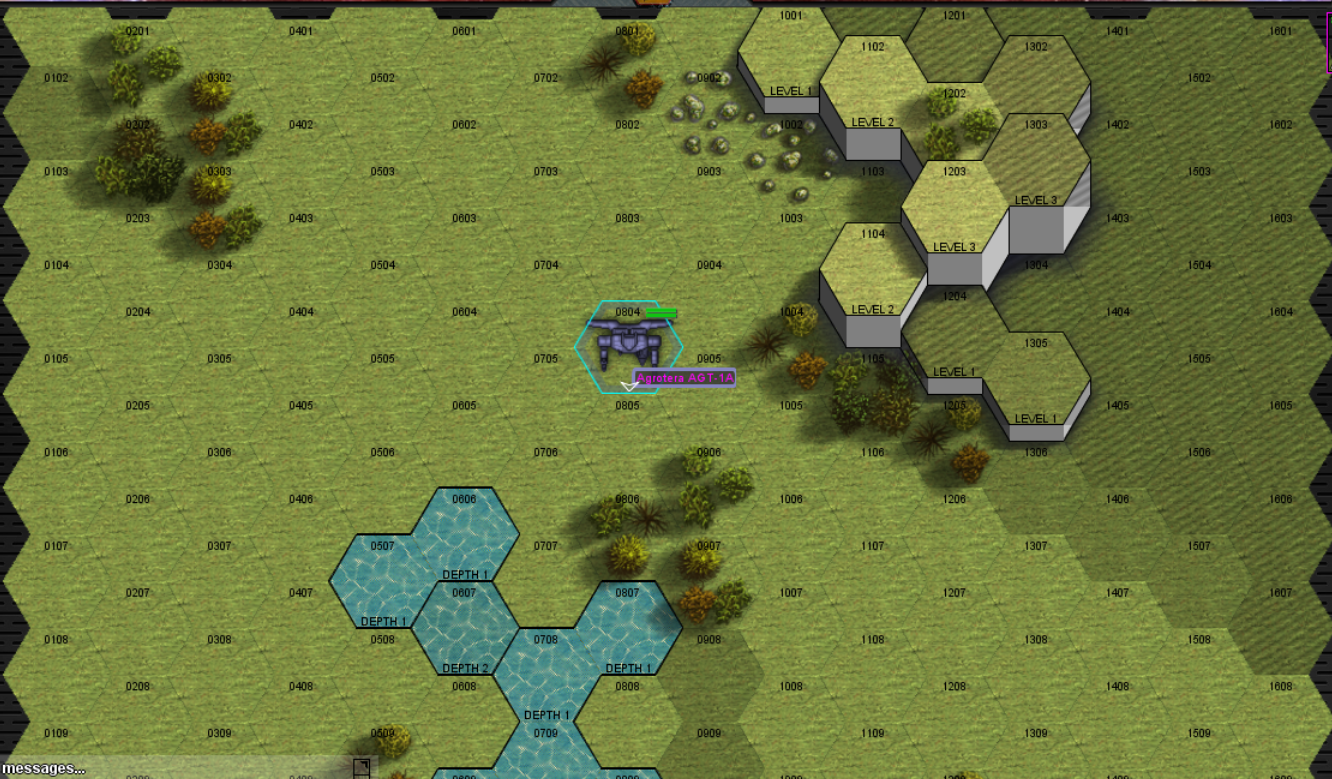 1001
1201
0201 0401 0601 0801 1401 1601
1102 1302
0102 0302 0502 0702 0902 1502
LEVEL 1 1202
0202 0402 0602 0802 1002 LEVEL 2 1303 1402 1602
0103 0303 0503 0703 0903 1103 1203 1503
LEVEL 3
0203 0403 0603 0803 1003 1403 1603
1104 LEVEL 3
0104 0304 0504 0704 0904 1304 1504
1204
0204 0404 0604 0804 1004 LEVEL 2 1404 1604
1305
0105 0305 0505 0705 0905 1105 1505
LEVEL 1
Agrotera AGT-1A
0205 0405 0605 0805 1005 1205 1405 1605
LEVEL 1
0106 0306 0506 0706 0906 1106 1306 1506
0206 0406 0606 0806 1006 1206 1406 1606
0107 0307 0507 0707 0907 1107 1307 1507
DEPTH 1
0207 0407 0607 0807 1007 1207 1407 1607
DEPTH 1
0108 0308 0508 0708 0908 1108 1308 1508
DEPTH 2 DEPTH 1
0208 0408 0608 0808 1008 1208 1408 1608
DEPTH 1
0109 0309 0509 0709 0909 1109 1309 1509
messages...